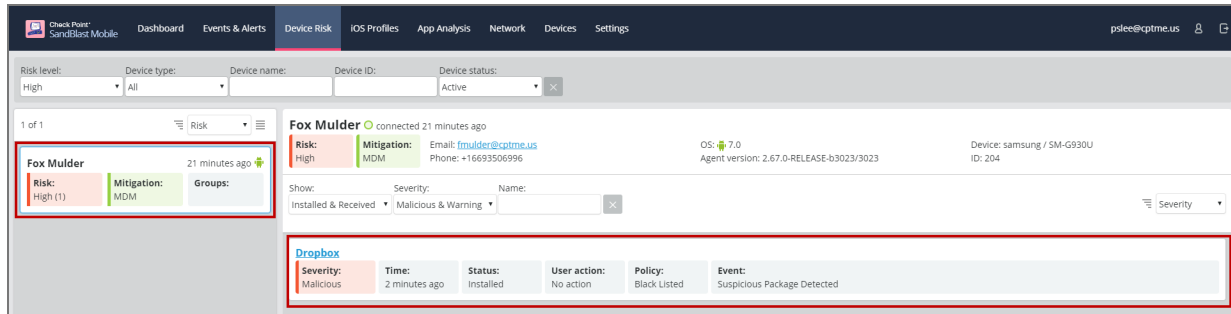 Check Point®
SandBlast Mobile
Dashboard
Events & Alerts
Device Risk
iOS Profiles
App Analysis
Network
Devices
Settings
pslee@cptme.us
Risk level:
High
Device type:
All
Device name:
Device ID:
Device status:
Active
1 of 1
Risk
Fox Mulder
21 minutes ago
Risk:
High (1)
Mitigation:
MDM
Groups:
Fox Mulder connected 21 minutes ago
Risk:
High
Mitigation:
MDM
Email: fmulder@cptme.us
Phone: +16693506996
OS: 7.0
Agent version: 2.67.0-RELEASE-b3023/3023
Device: samsung / SM-G930U
ID: 204
Show:
Installed & Received
Severity:
Malicious & Warning
Name:
Severity
Dropbox
Severity:
Malicious
Time:
2 minutes ago
Status:
Installed
User action:
No action
Policy:
Black Listed
Event:
Suspicious Package Detected